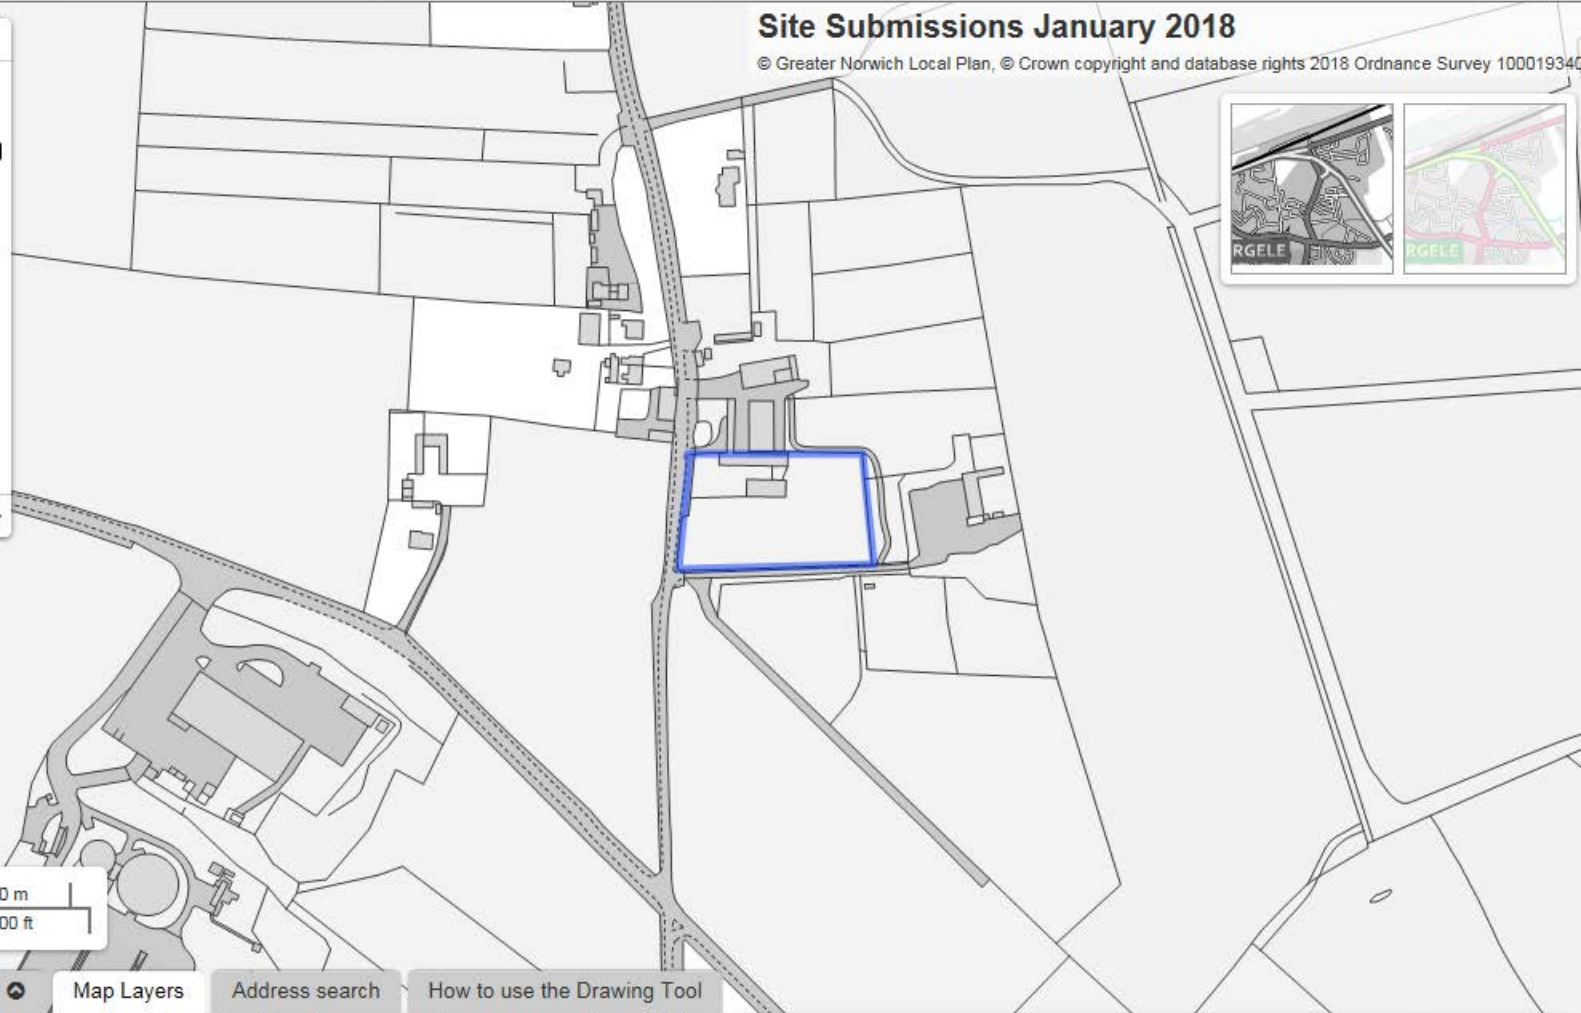 Site Submissions January 2018
© Greater Norwich Local Plan, © Crown copyright and database rights 2018 Ordnance Survey 100019340
RGELE
RGELE
0 m
00 ft
Map Layers
Address search
How to use the Drawing Tool